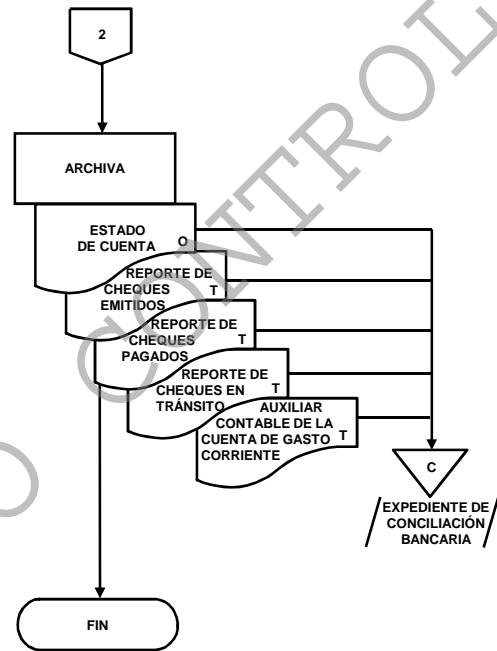 2
ARCHIVA
ESTADO
DE CUENTA
O
REPORTE DE
CHEQUES
EMITIDOS
T
REPORTE DE
CHEQUES
PAGADOS
T
REPORTE DE
CHEQUES EN
TRÁNSITO
T
AUXILIAR
CONTABLE DE LA
CUENTA DE GASTO
CORRIENTE
T
C
EXPEDIENTE DE
CONCILIACIÓN
BANCARIA
FIN
O CONTROL